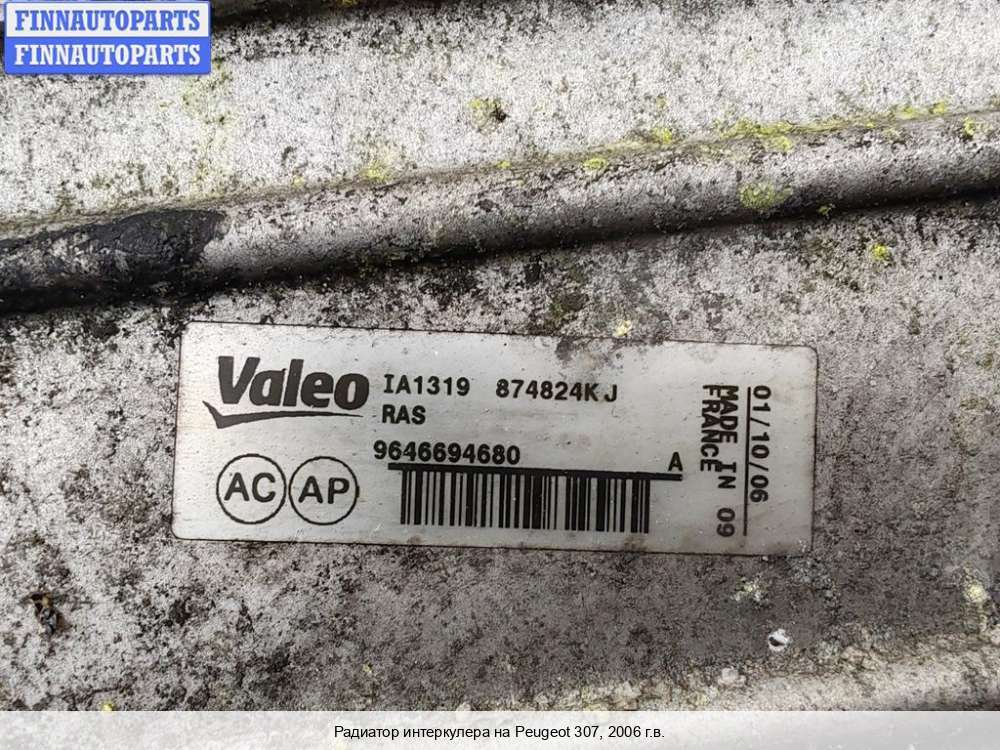 FINNAUTOPARTS
FINNAUTOPARTS
Valeo IA1319 874824KJ
RAS
9646694680 A
AC AP
01/10/06
MADE IN 09
FRANCE
Радиатор интеркулера на Peugeot 307, 2006 г.в.